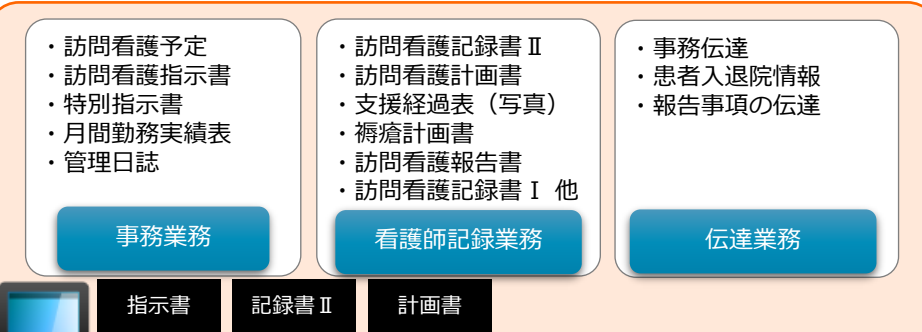 ・訪問看護予定
・訪問看護指示書
・特別指示書
・月間勤務実績表
・管理日誌
事務業務
・訪問看護記録書Ⅱ
・訪問看護計画書
・支援経過表（写真）
・褥瘡計画書
・訪問看護報告書
・訪問看護記録書Ⅰ 他
看護師記録業務
・事務伝達
・患者入退院情報
・報告事項の伝達
伝達業務
指示書
記録書Ⅱ
計画書